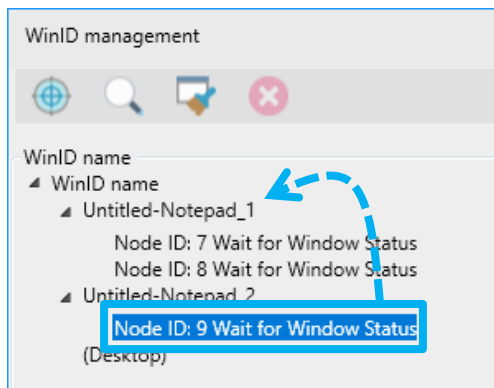 WinID management
WinID name
WinID name
Untitled-Notepad_1
Node ID: 7 Wait for Window Status
Node ID: 8 Wait for Window Status
Untitled-Notepad_2
Node ID: 9 Wait for Window Status
(Desktop)